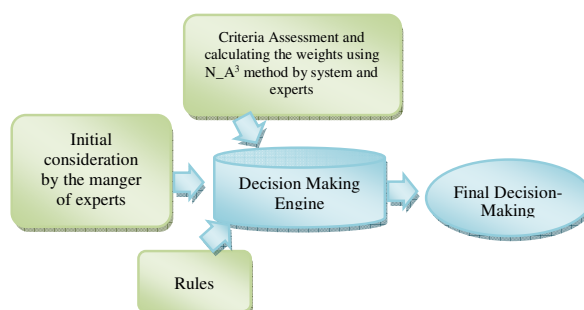 Criteria Assessment and
calculating the weights using
N_A³ method by system and
experts
Initial
consideration
by the manger
of experts
Decision Making
Engine
Final Decision-
Making
Rules